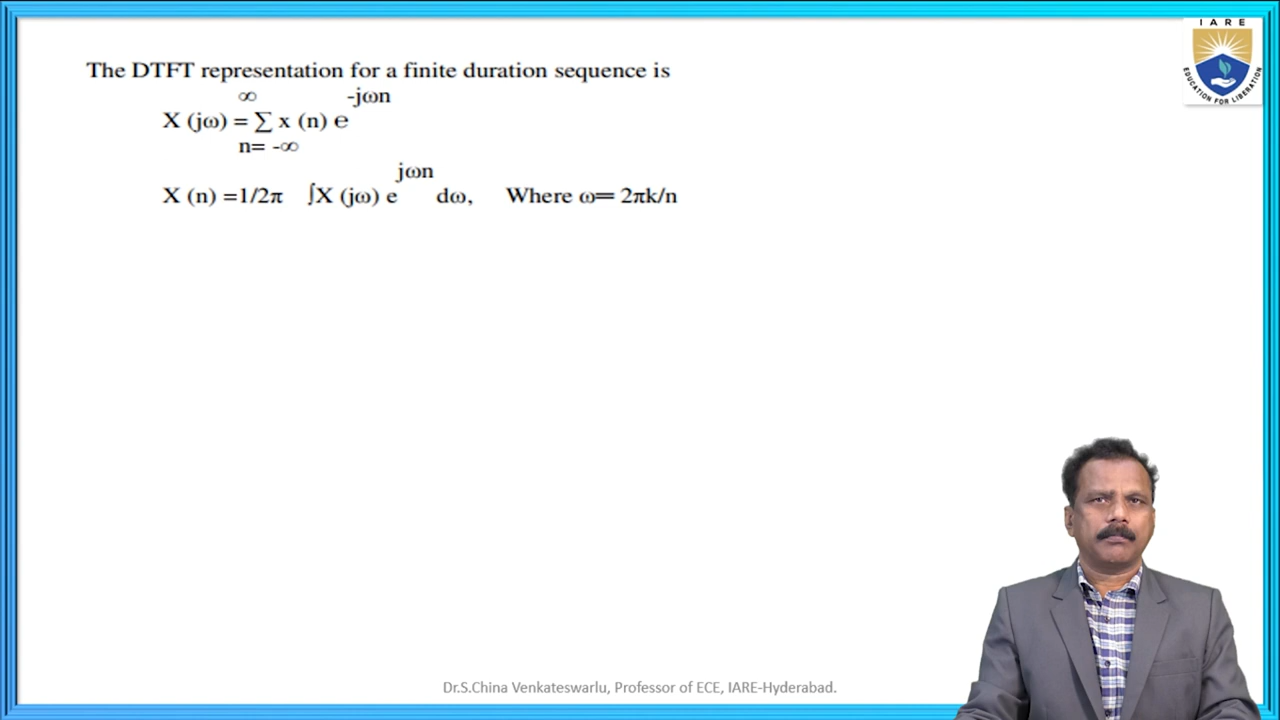 I A R E
EDUCATION FOR LIBERATION
The DTFT representation for a finite duration sequence is
∞ -jωn
X (jω) = ∑ x (n) e
n= -∞
jωn
X (n) =1/2π ∫X (jω) e dω, Where ω= 2πk/n
Dr.S.China Venkateswarlu, Professor of ECE, IARE-Hyderabad.